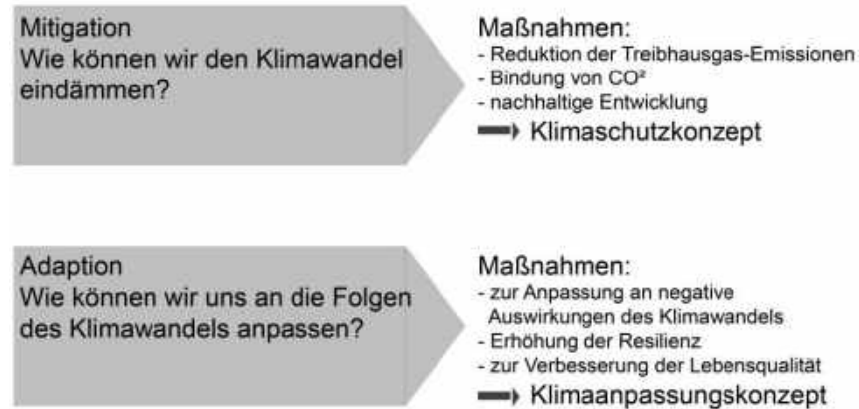 Mitigation
Wie können wir den Klimawandel
eindämmen?
Maßnahmen:
- Reduktion der Treibhausgas-Emissionen
- Bindung von CO²
- nachhaltige Entwicklung
Klimaschutzkonzept
Adaption
Wie können wir uns an die Folgen
des Klimawandels anpassen?
Maßnahmen:
- zur Anpassung an negative
Auswirkungen des Klimawandels
- Erhöhung der Resilienz
- zur Verbesserung der Lebensqualität
Klimaanpassungskonzept